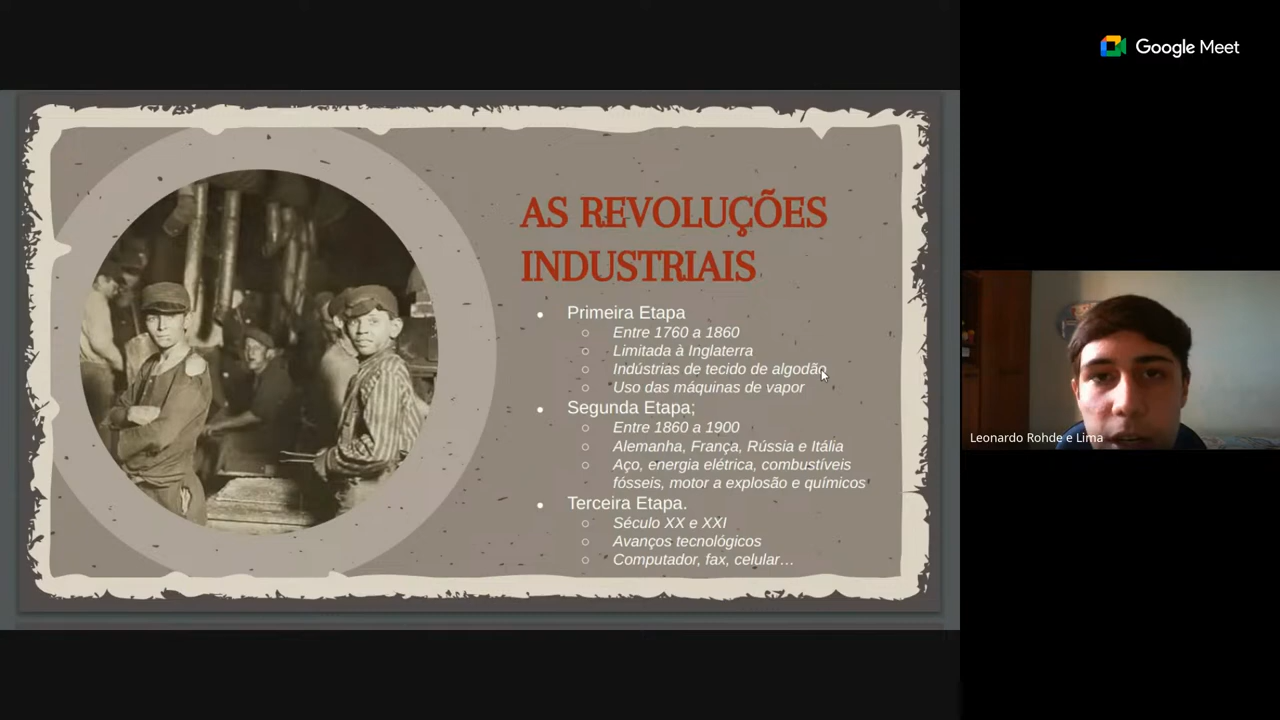 Google Meet
AS REVOLUÇÕES
INDUSTRIAIS
Primeira Etapa
Entre 1760 a 1860
Limitada à Inglaterra
Indústrias de tecido de algodão
Uso das máquinas de vapor
Segunda Etapa;
Entre 1860 a 1900
Alemanha, França, Rússia e Itália
Aço, energia elétrica, combustíveis
fósseis, motor a explosão e químicos
Terceira Etapa.
Século XX e XXI
Avanços tecnológicos
Computador, fax, celular…
Leonardo Rohde e Lima